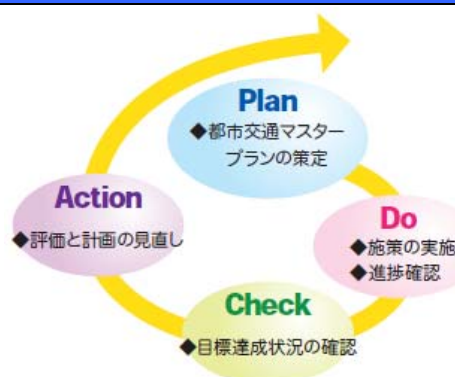 Plan
◆都市交通マスター
プランの策定
Action
◆評価と計画の見直し
Do
◆施策の実施
◆進捗確認
Check
◆目標達成状況の確認